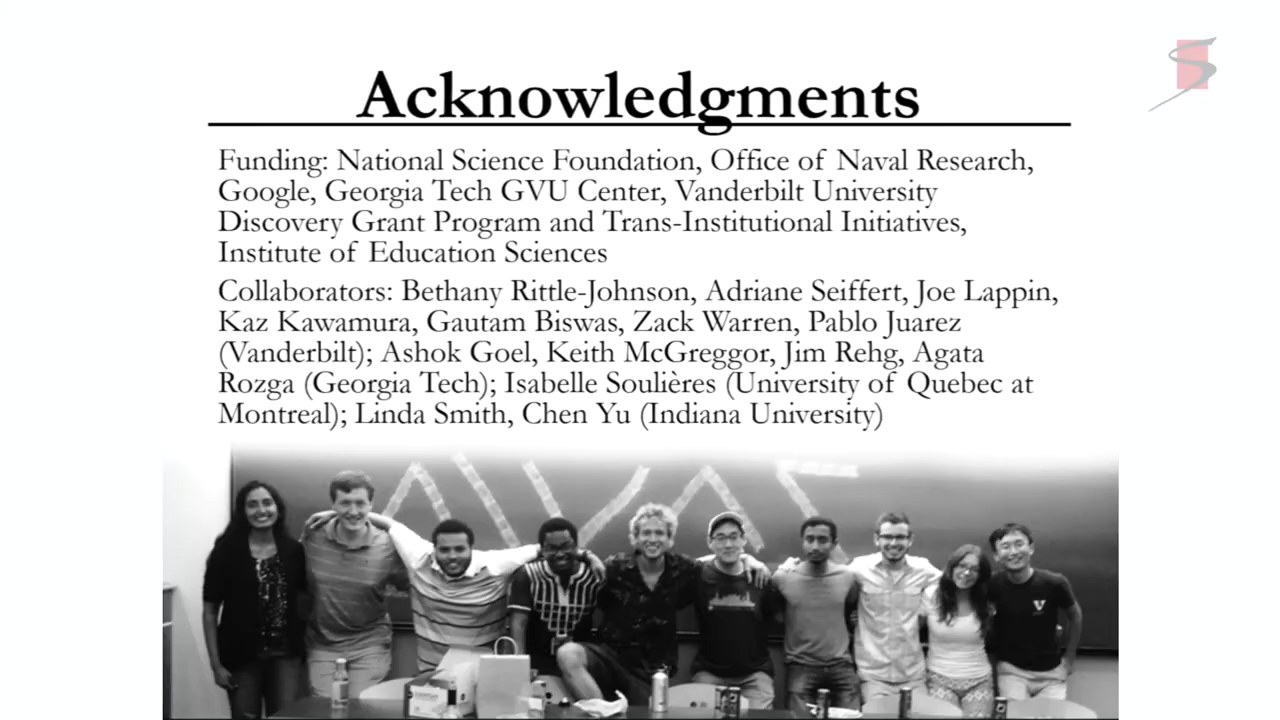 Acknowledgments
Funding: National Science Foundation, Office of Naval Research,
Google, Georgia Tech GVU Center, Vanderbilt University
Discovery Grant Program and Trans-Institutional Initiatives,
Institute of Education Sciences
Collaborators: Bethany Rittle-Johnson, Adriane Seiffert, Joe Lappin,
Kaz Kawamura, Gautam Biswas, Zack Warren, Pablo Juarez
(Vanderbilt); Ashok Goel, Keith McGreggor, Jim Rehg, Agata
Rozga (Georgia Tech); Isabelle Soulières (University of Quebec at
Montreal); Linda Smith, Chen Yu (Indiana University)